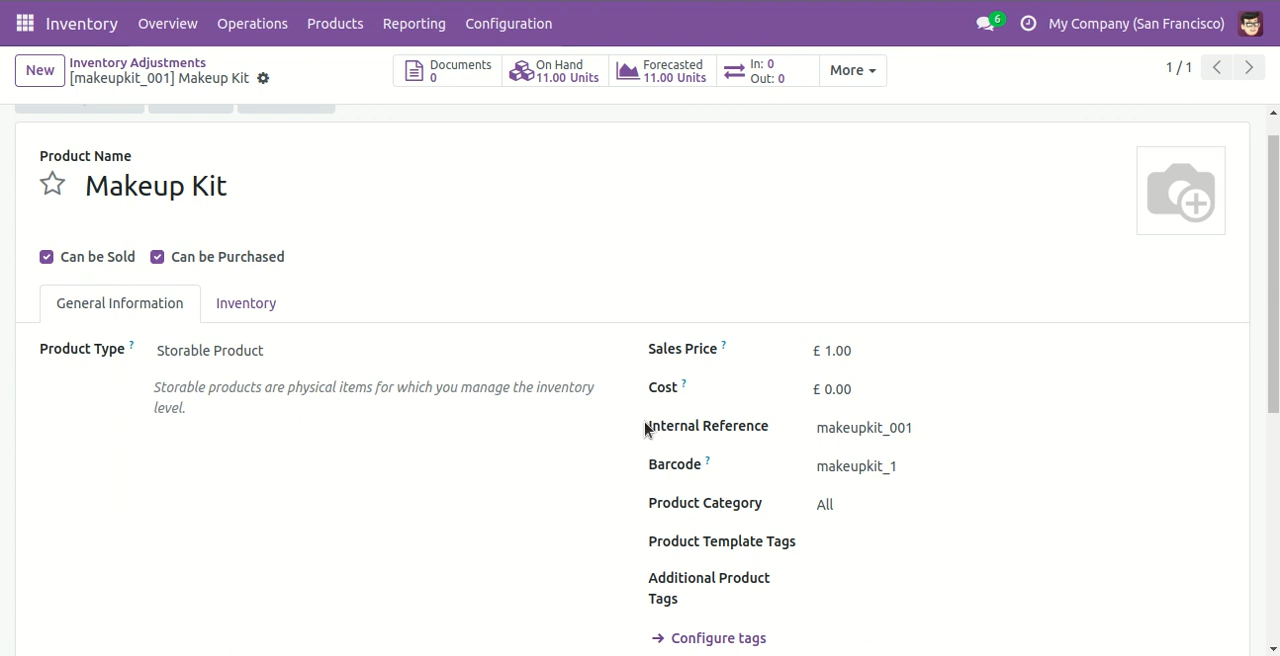 Inventory Overview Operations Products Reporting Configuration 6 My Company (San Francisco)
New Inventory Adjustments
[makeupkit_001] Makeup Kit
Documents 0
On Hand 11.00 Units
Forecasted 11.00 Units
In: 0
Out: 0
More
1 / 1
Product Name
Makeup Kit
Can be Sold Can be Purchased
General Information Inventory
Product Type ? Storable Product
Storable products are physical items for which you manage the inventory
level.
Sales Price ? £ 1.00
Cost ? £ 0.00
Internal Reference makeupkit_001
Barcode ? makeupkit_1
Product Category All
Product Template Tags
Additional Product
Tags
→ Configure tags